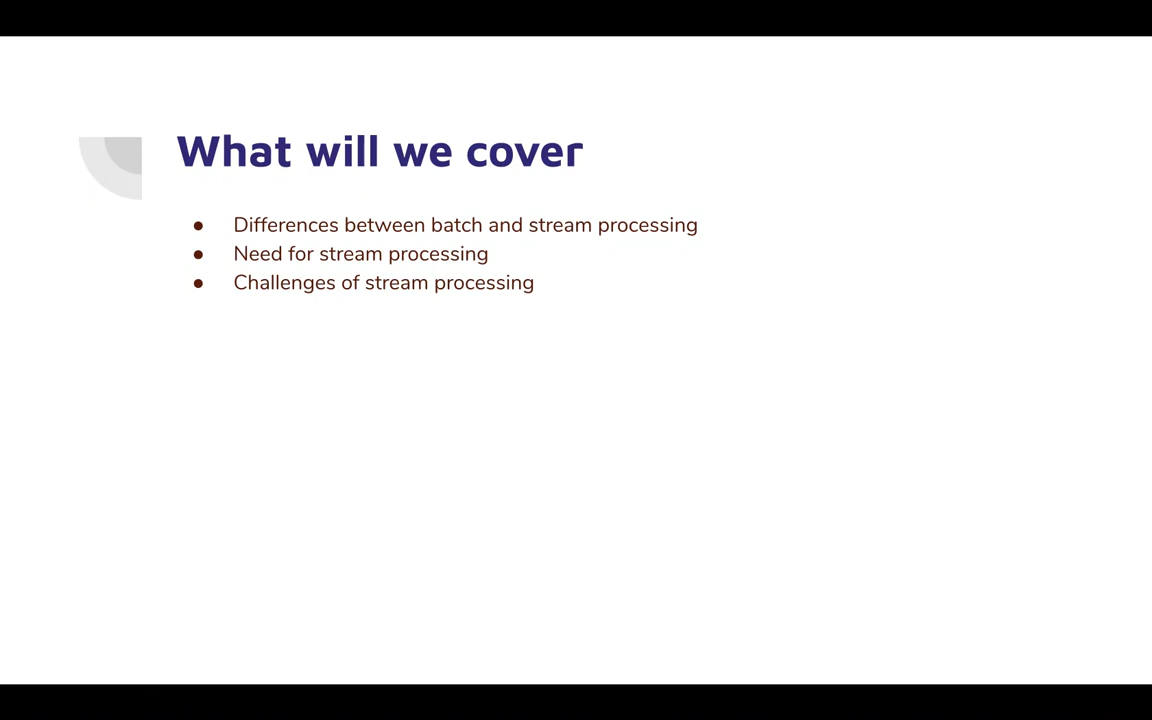 What will we cover
● Differences between batch and stream processing
● Need for stream processing
● Challenges of stream processing